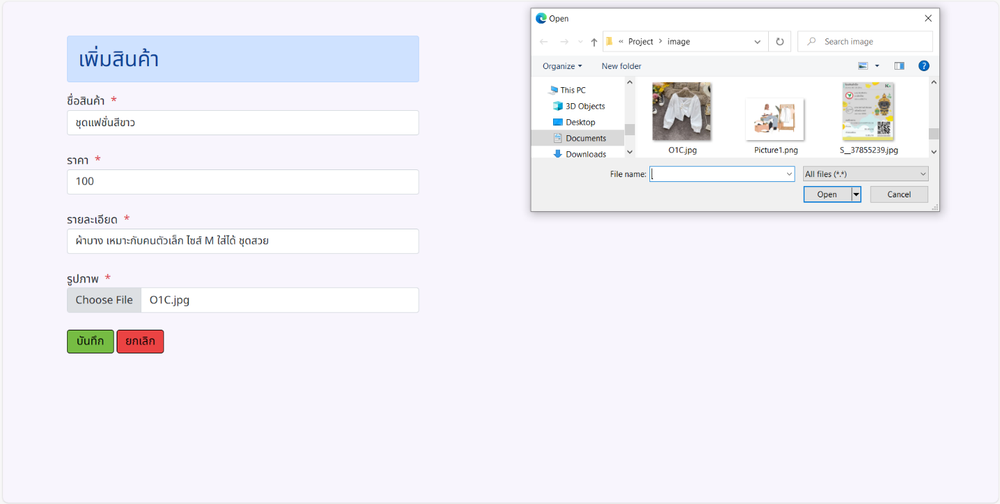 เพิ่มสินค้า
ชื่อสินค้า *
ชุดแฟชั่นสีขาว
ราคา *
100
รายละเอียด *
ผ้าบาง เหมาะกับคนตัวเล็ก ไซส์ M ใส่ได้ ชุดสวย
รูปภาพ *
Choose File O1C.jpg
บันทึก ยกเลิก
Open
« Project > image
Search image
Organize New folder
This PC
3D Objects
Desktop
Documents
Downloads
O1C.jpg Picture1.png S__37855239.jpg
File name: All files (*.*)
Open Cancel